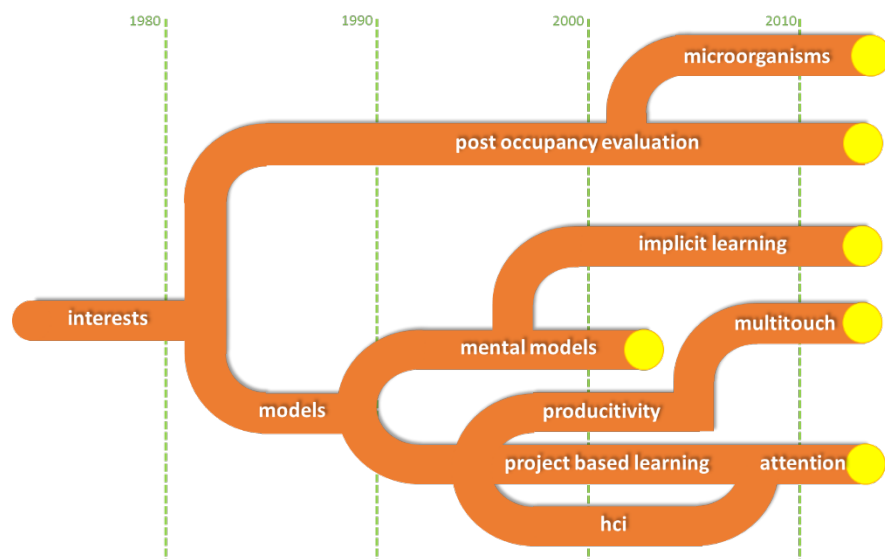 1980
1990
2000
2010
microorganisms
post occupancy evaluation
implicit learning
interests
multitouch
mental models
models
producitivity
project based learning
attention
hci